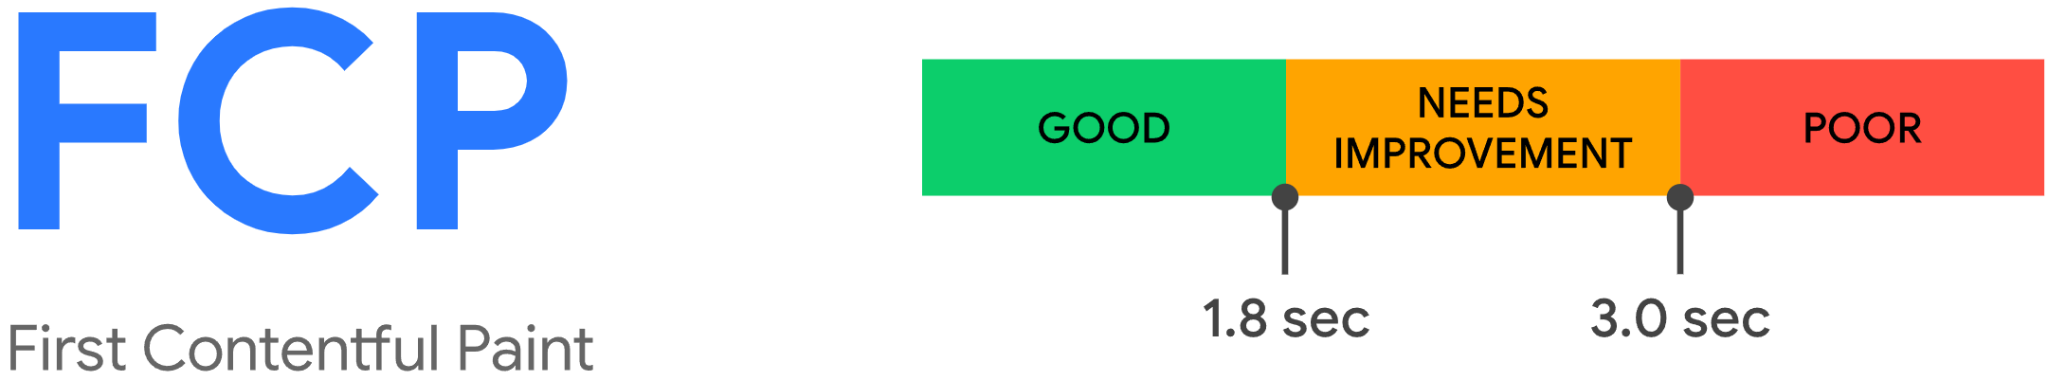 FCP
First Contentful Paint
GOOD
NEEDS
IMPROVEMENT
POOR
1.8 sec
3.0 sec